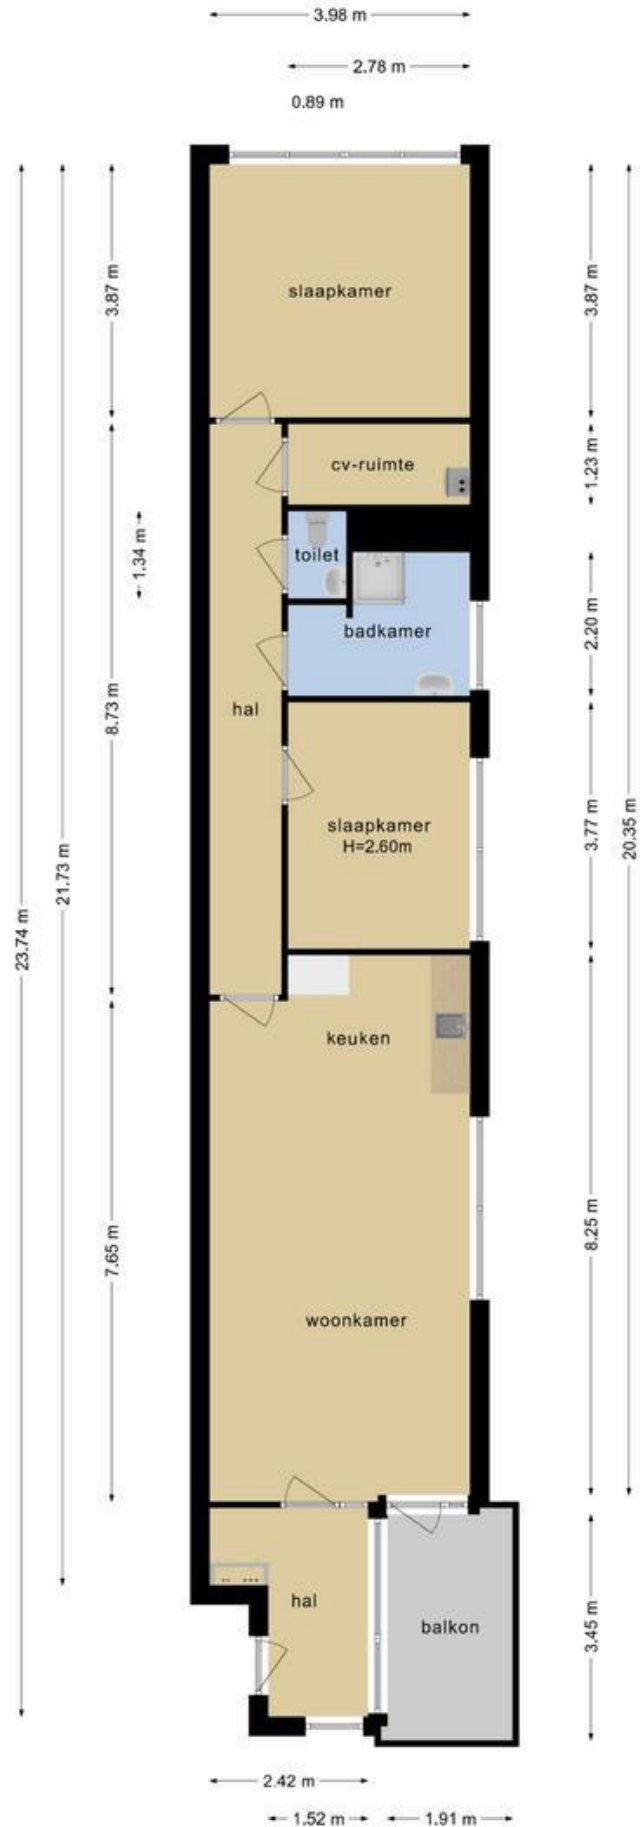 3.98 m
2.78 m
0.89 m
slaapkamer
3.87 m
3.87 m
cv-ruimte
1.23 m
toilet
1.34 m
badkamer
2.20 m
hal
8.73 m
slaapkamer
H=2.60m
3.77 m
20.35 m
21.73 m
23.74 m
keuken
7.65 m
8.25 m
woonkamer
hal
balkon
3.45 m
2.42 m
1.52 m
1.91 m